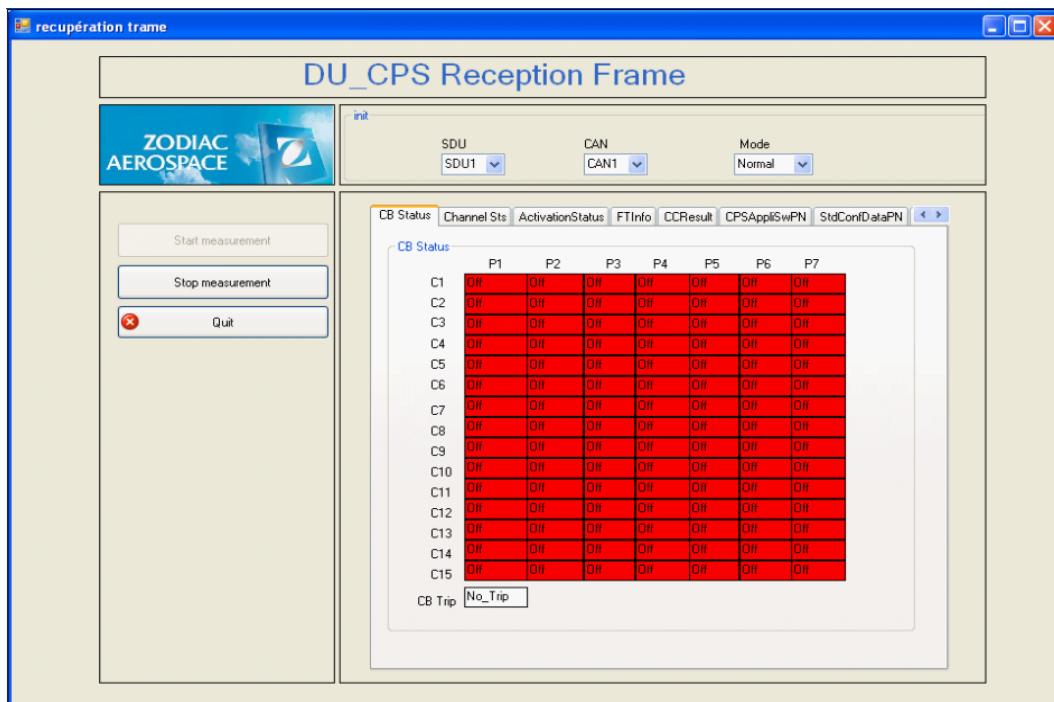 recupération trame
DU_CPS Reception Frame
ZODIAC
AEROSPACE
init
SDU
CAN
Mode
SDU1
CAN1
Normal
Start measurement
Stop measurement
Quit
CB Status
Channel Sts
ActivationStatus
FTInfo
CCResult
CPSAppliSwPN
StdConfDataPN
CB Status
P1 P2 P3 P4 P5 P6 P7
C1 Off Off Off Off Off Off Off
C2 Off Off Off Off Off Off Off
C3 Off Off Off Off Off Off Off
C4 Off Off Off Off Off Off Off
C5 Off Off Off Off Off Off Off
C6 Off Off Off Off Off Off Off
C7 Off Off Off Off Off Off Off
C8 Off Off Off Off Off Off Off
C9 Off Off Off Off Off Off Off
C10 Off Off Off Off Off Off Off
C11 Off Off Off Off Off Off Off
C12 Off Off Off Off Off Off Off
C13 Off Off Off Off Off Off Off
C14 Off Off Off Off Off Off Off
C15 Off Off Off Off Off Off Off
CB Trip No_Trip